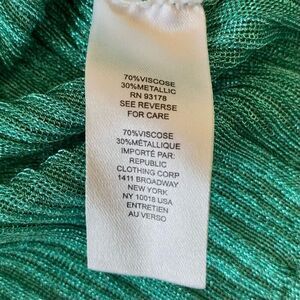 70%VISCOSE
30%METALLIC
RN 93178
SEE REVERSE
FOR CARE
70%VISCOSE
30%MÉTALLIQUE
IMPORTÉ PAR:
REPUBLIC
CLOTHING CORP
1411 BROADWAY
NEW YORK
NY 10018 USA
ENTRETIEN
AU VERSO